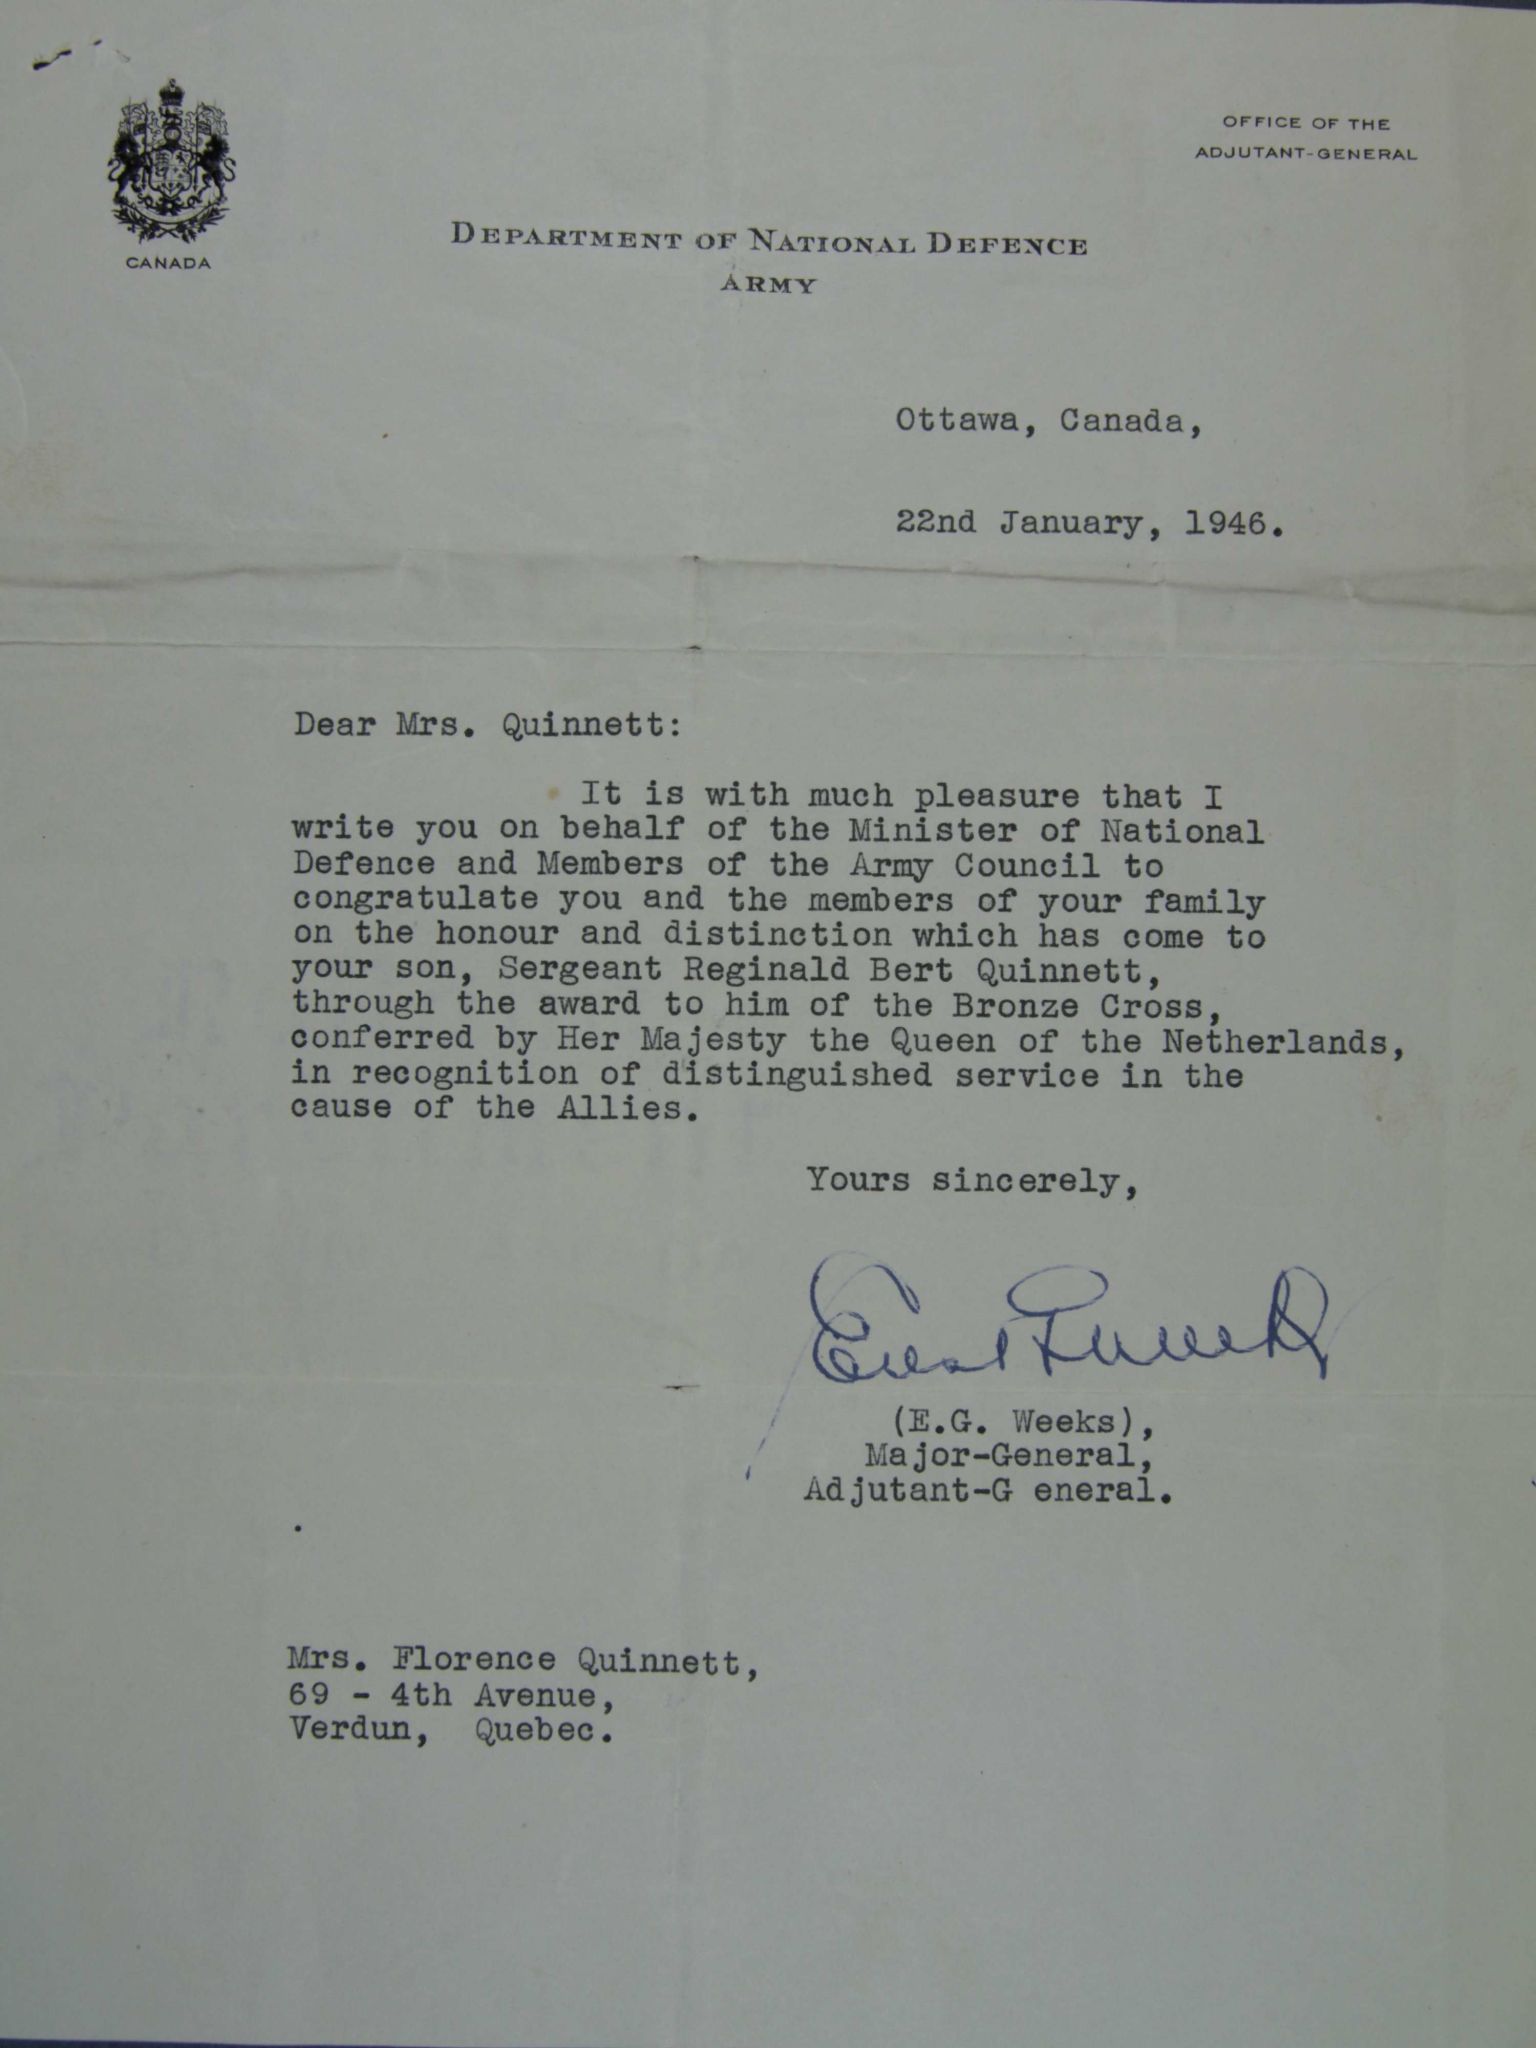 OFFICE OF THE
ADJUTANT-GENERAL
CANADA
DEPARTMENT OF NATIONAL DEFENCE
ARMY
Ottawa, Canada,
22nd January, 1946.
Dear Mrs. Quinnett:
It is with much pleasure that I
write you on behalf of the Minister of National
Defence and Members of the Army Council to
congratulate you and the members of your family
on the honour and distinction which has come to
your son, Sergeant Reginald Bert Quinnett,
through the award to him of the Bronze Cross,
conferred by Her Majesty the Queen of the Netherlands,
in recognition of distinguished service in the
cause of the Allies.
Yours sincerely,
(E.G. Weeks),
Major-General,
Adjutant-G eneral.
Mrs. Florence Quinnett,
69 - 4th Avenue,
Verdun, Quebec.